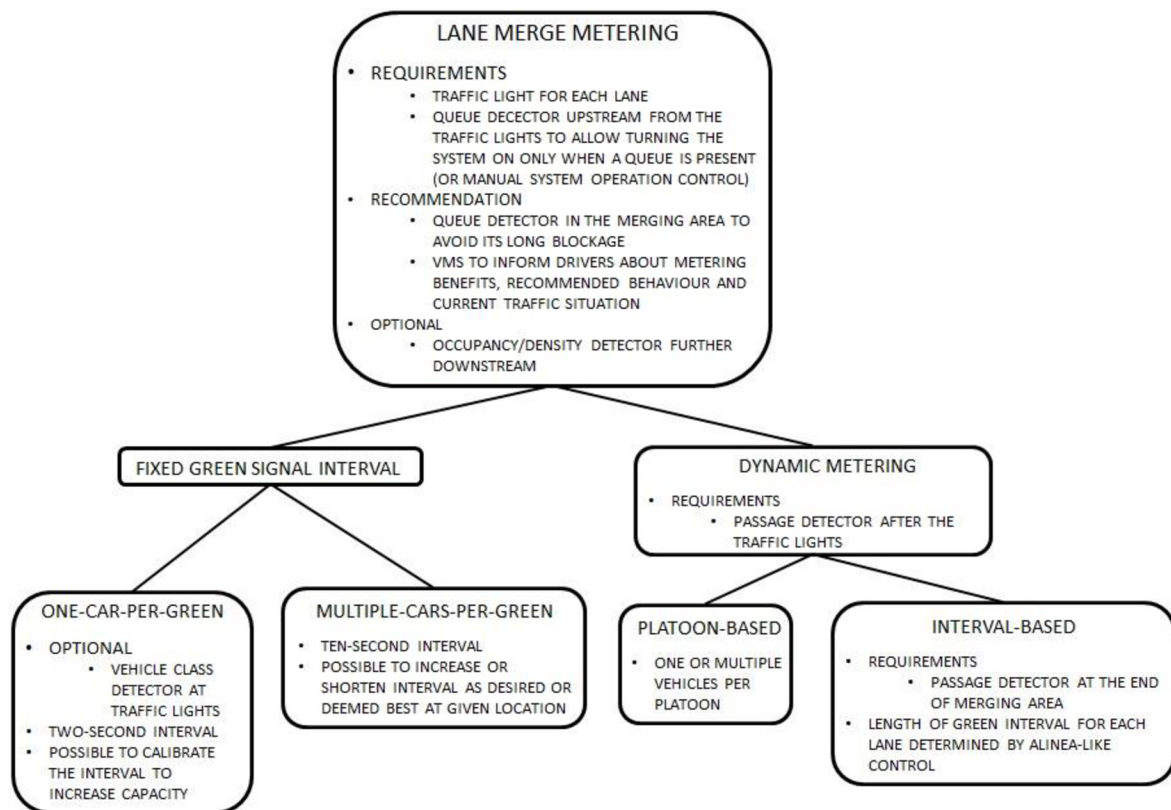 LANE MERGE METERING
• REQUIREMENTS
• TRAFFIC LIGHT FOR EACH LANE
• QUEUE DECECTOR UPSTREAM FROM THE
TRAFFIC LIGHTS TO ALLOW TURNING THE
SYSTEM ON ONLY WHEN A QUEUE IS PRESENT
(OR MANUAL SYSTEM OPERATION CONTROL)
• RECOMMENDATION
• QUEUE DETECTOR IN THE MERGING AREA TO
AVOID ITS LONG BLOCKAGE
• VMS TO INFORM DRIVERS ABOUT METERING
BENEFITS, RECOMMENDED BEHAVIOUR AND
CURRENT TRAFFIC SITUATION
• OPTIONAL
• OCCUPANCY/DENSITY DETECTOR FURTHER
DOWNSTREAM
FIXED GREEN SIGNAL INTERVAL
DYNAMIC METERING
• REQUIREMENTS
• PASSAGE DETECTOR AFTER THE
TRAFFIC LIGHTS
ONE-CAR-PER-GREEN
• OPTIONAL
• VEHICLE CLASS
DETECTOR AT
TRAFFIC LIGHTS
• TWO-SECOND INTERVAL
• POSSIBLE TO CALIBRATE
THE INTERVAL TO
INCREASE CAPACITY
MULTIPLE-CARS-PER-GREEN
• TEN-SECOND INTERVAL
• POSSIBLE TO INCREASE OR
SHORTEN INTERVAL AS DESIRED OR
DEEMED BEST AT GIVEN LOCATION
PLATOON-BASED
• ONE OR MULTIPLE
VEHICLES PER
PLATOON
INTERVAL-BASED
• REQUIREMENTS
• PASSAGE DETECTOR AT THE END
OF MERGING AREA
• LENGTH OF GREEN INTERVAL FOR EACH
LANE DETERMINED BY ALINEA-LIKE
CONTROL